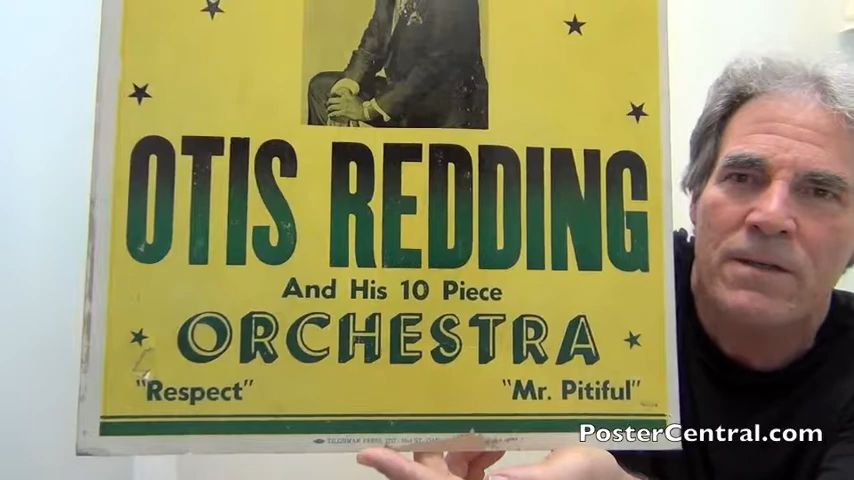 OTIS REDDING
And His 10 Piece
ORCHESTRA
"Respect" "Mr. Pitiful"
PosterCentral.com